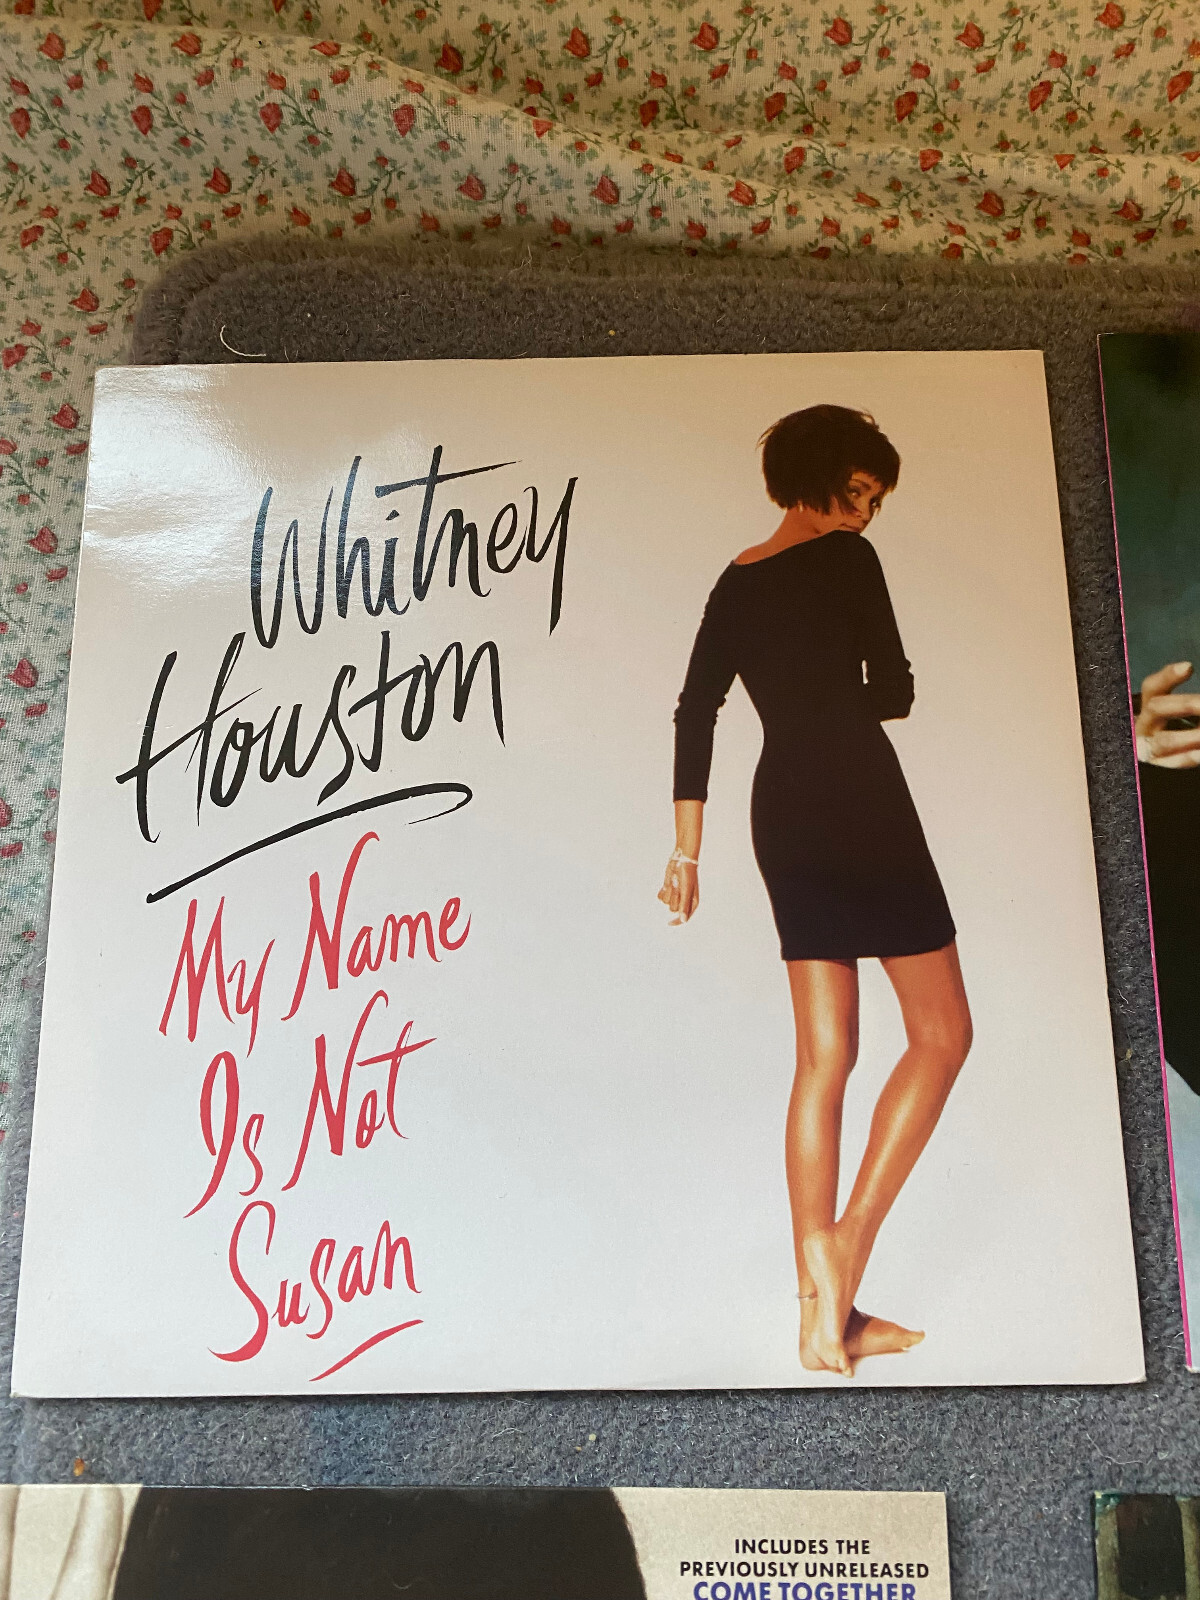 Whitney
Houston
My Name
Is Not
Susan
INCLUDES THE
PREVIOUSLY UNRELEASED
COME TOGETHER